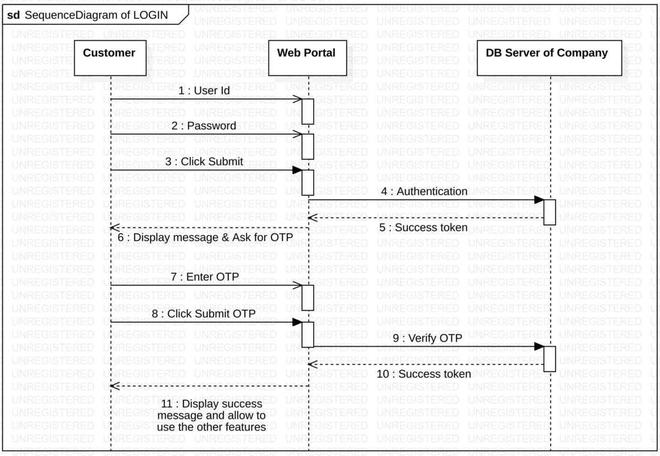 sd SequenceDiagram of LOGIN
Customer
Web Portal
DB Server of Company
1 : User Id
2 : Password
3 : Click Submit
4 : Authentication
5 : Success token
6 : Display message & Ask for OTP
7 : Enter OTP
8 : Click Submit OTP
9 : Verify OTP
10 : Success token
11 : Display success
message and allow to
use the other features
UNREGISTERED